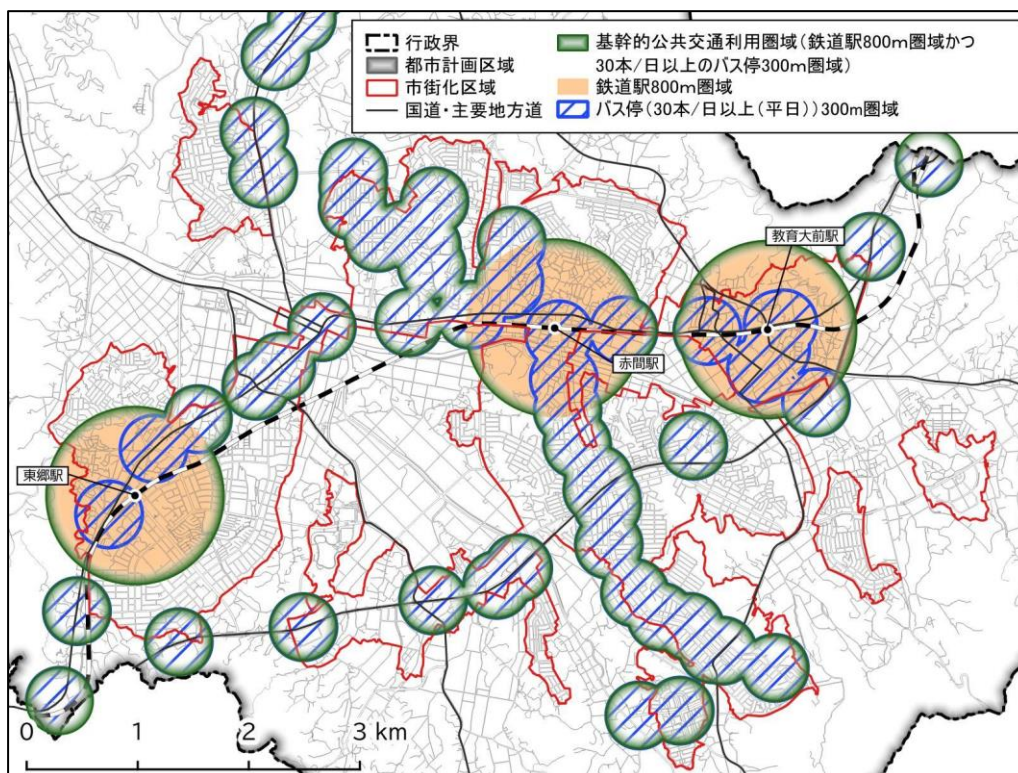 行政界
都市計画区域
市街化区域
国道・主要地方道
基幹的公共交通利用圏域(鉄道駅800m圏域かつ
30本/日以上のバス停300m圏域)
鉄道駅800m圏域
バス停(30本/日以上(平日))300m圏域
教育大前駅
赤間駅
東郷駅
0 1 2 3 km